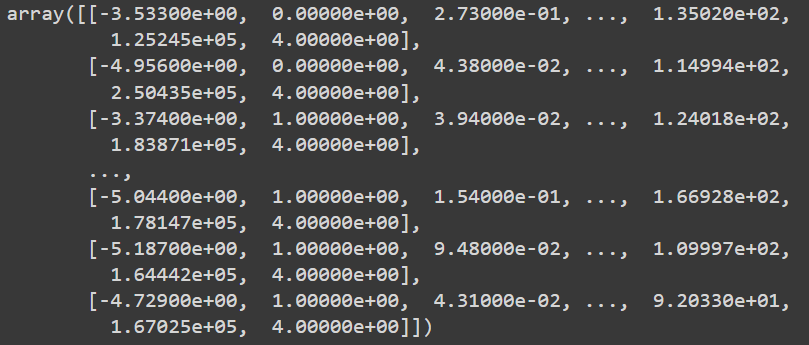 array([[-3.53300e+00,  0.00000e+00,  2.73000e-01, ...,  1.35020e+02,
         1.25245e+05,  4.00000e+00],
       [-4.95600e+00,  0.00000e+00,  4.38000e-02, ...,  1.14994e+02,
         2.50435e+05,  4.00000e+00],
       [-3.37400e+00,  1.00000e+00,  3.94000e-02, ...,  1.24018e+02,
         1.83871e+05,  4.00000e+00],
       ...,
       [-5.04400e+00,  1.00000e+00,  1.54000e-01, ...,  1.66928e+02,
         1.78147e+05,  4.00000e+00],
       [-5.18700e+00,  1.00000e+00,  9.48000e-02, ...,  1.09997e+02,
         1.64442e+05,  4.00000e+00],
       [-4.72900e+00,  1.00000e+00,  4.31000e-02, ...,  9.20330e+01,
         1.67025e+05,  4.00000e+00]])